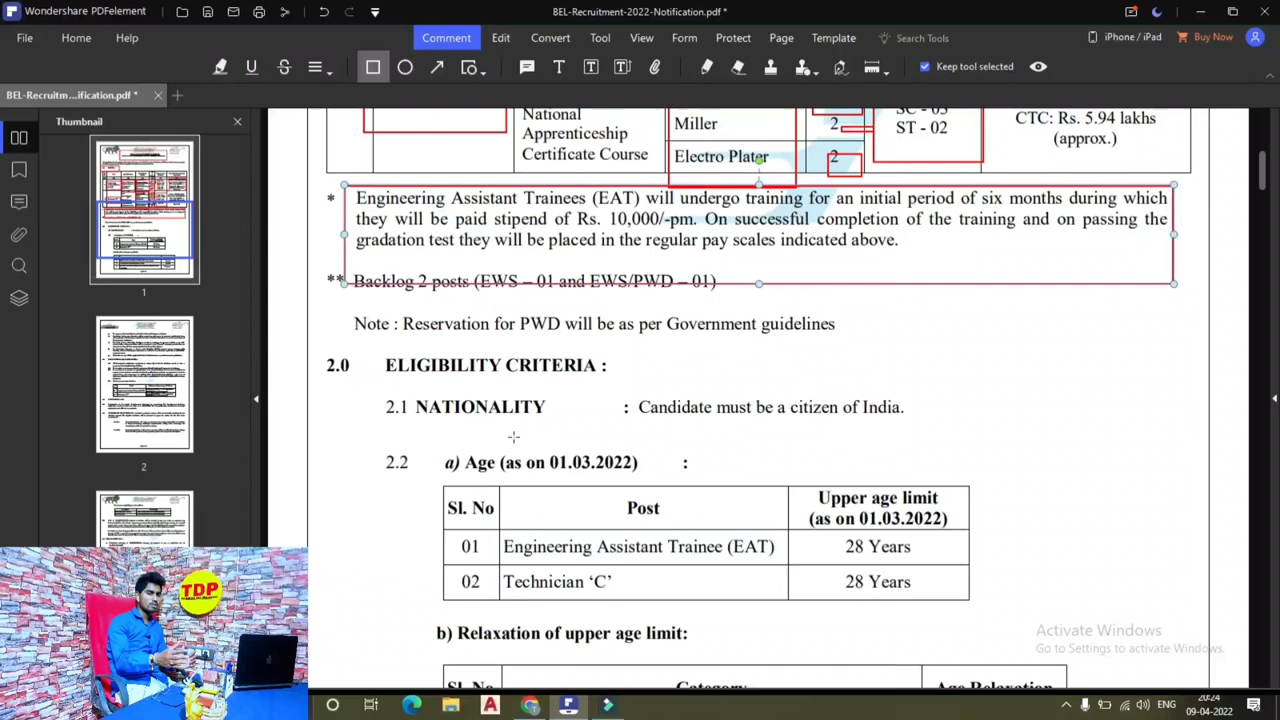 Wondershare PDFelement
BEL-Recruitment-2022-Notification.pdf *
File Home Help
Comment Edit Convert Tool View Form Protect Page Template Search Tools
iPhone / iPad
Buy Now
Keep tool selected
BEL-Recruitm...ification.pdf *
Thumbnail
1
2
National
Apprenticeship
Certificate Course
Miller 2
Electro Plater 2
ST - 02
CTC: Rs. 5.94 lakhs
(approx.)
* Engineering Assistant Trainees (EAT) will undergo training for an initial period of six months during which
they will be paid stipend of Rs. 10,000/-pm. On successful completion of the training and on passing the
gradation test they will be placed in the regular pay scales indicated above.
** Backlog 2 posts (EWS – 01 and EWS/PWD – 01)
Note : Reservation for PWD will be as per Government guidelines
2.0 ELIGIBILITY CRITERIA :
2.1 NATIONALITY : Candidate must be a citizen of India.
2.2 a) Age (as on 01.03.2022) :
Sl. No Post Upper age limit
(as on 01.03.2022)
01 Engineering Assistant Trainee (EAT) 28 Years
02 Technician ‘C’ 28 Years
b) Relaxation of upper age limit:
Sl. No Category Age Relaxation
TDP
Activate Windows
Go to Settings to activate Windows.
ENG
20:24
09-04-2022